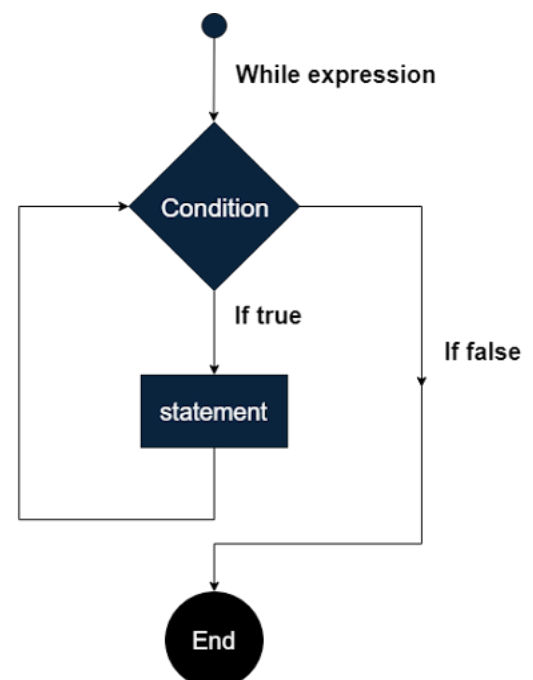 While expression
Condition
If true
If false
statement
End